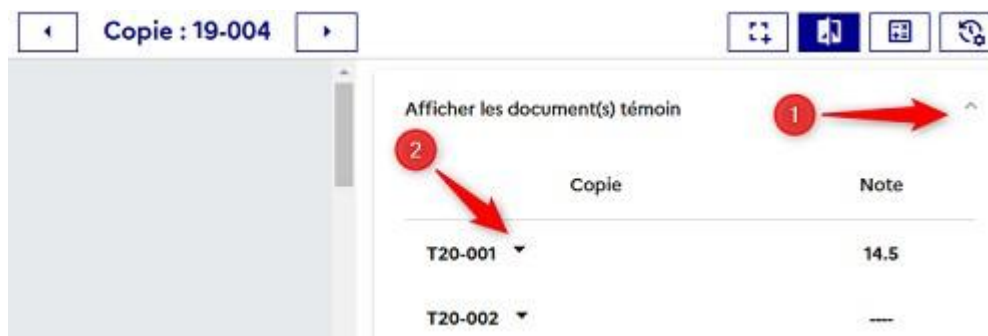 Copie : 19-004
Afficher les document(s) témoin
1
2
Copie Note
T20-001 14.5
T20-002 ----